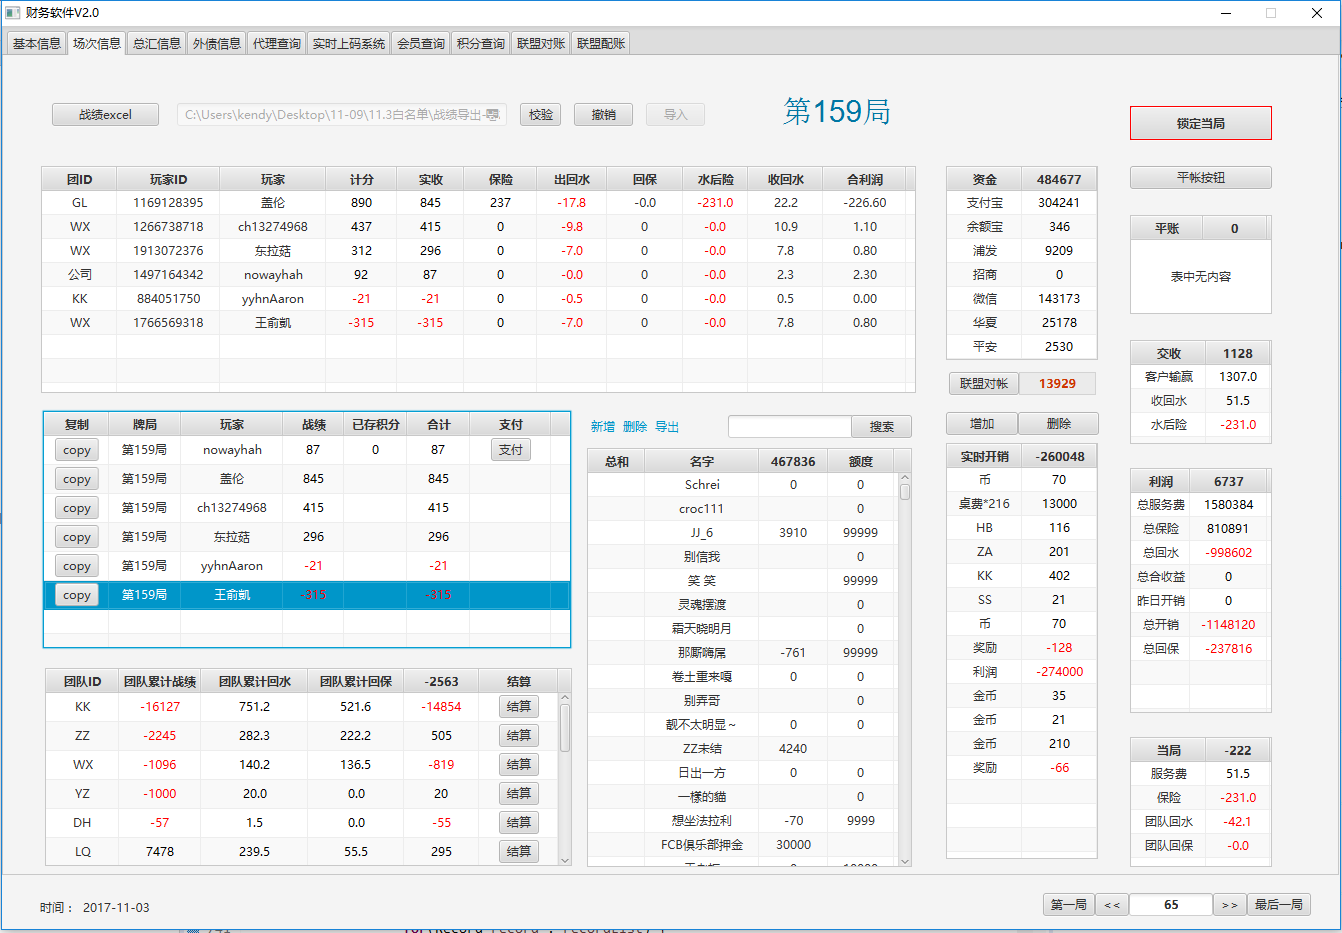 财务软件V2.0
基本信息 场次信息 总汇信息 外债信息 代理查询 实时上码系统 会员查询 积分查询 联盟对账 联盟配账
战绩excel C:\Users\kendy\Desktop\11-09\11.3白名单\战绩导出-零 校验 撤销 导入 第159局 锁定当局
平帐按钮
团ID 玩家ID 玩家 计分 实收 保险 出回水 回保 水后险 收回水 合利润
GL 1169128395 盖伦 890 845 237 -17.8 -0.0 -231.0 22.2 -226.60
WX 1266738718 ch13274968 437 415 0 -9.8 0 -0.0 10.9 1.10
WX 1913072376 东拉菇 312 296 0 -7.0 0 -0.0 7.8 0.80
公司 1497164342 nowayhah 92 87 0 -0.0 0 -0.0 2.3 2.30
KK 884051750 yyhnAaron -21 -21 0 -0.5 0 -0.0 0.5 0.00
WX 1766569318 王俞凱 -315 -315 0 -7.0 0 -0.0 7.8 0.80
资金 484677
支付宝 304241
余额宝 346
浦发 9209
招商 0
微信 143173
华夏 25178
平安 2530
联盟对帐 13929
平账 0
表中无内容
交收 1128
客户输赢 1307.0
收回水 51.5
水后险 -231.0
复制 牌局 玩家 战绩 已存积分 合计 支付
copy 第159局 nowayhah 87 0 87 支付
copy 第159局 盖伦 845 845
copy 第159局 ch13274968 415 415
copy 第159局 东拉菇 296 296
copy 第159局 yyhnAaron -21 -21
copy 第159局 王俞凱 -315 -315
团队ID 团队累计战绩 团队累计回水 团队累计回保 -2563 结算
KK -16127 751.2 521.6 -14854 结算
ZZ -2245 282.3 222.2 505 结算
WX -1096 140.2 136.5 -819 结算
YZ -1000 20.0 0.0 20 结算
DH -57 1.5 0.0 -55 结算
LQ 7478 239.5 55.5 295 结算
新增 删除 导出 搜索
总和 名字 467836 额度
Schrei 0 0
croc111 0
JJ_6 3910 99999
别信我 0
笑 笑 99999
灵魂摆渡 0
霜天晓明月 0
那厮嗨屌 -761 99999
卷土重来嘎 0 0
别弄哥 0
靓不太明显～ 0 0
ZZ未结 4240
日出一方 0 0
一樣的貓 0
想坐法拉利 -70 9999
FCB俱乐部押金 30000
增加 删除
实时开销 -260048
币 70
桌费*216 13000
HB 116
ZA 201
KK 402
SS 21
币 70
奖励 -128
利润 -274000
金币 35
金币 21
金币 210
奖励 -66
利润 6737
总服务费 1580384
总保险 810891
总回水 -998602
总合收益 0
昨日开销 0
总开销 -1148120
总回保 -237816
当局 -222
服务费 51.5
保险 -231.0
团队回水 -42.1
团队回保 -0.0
时间： 2017-11-03 第一局 << 65 >> 最后一局